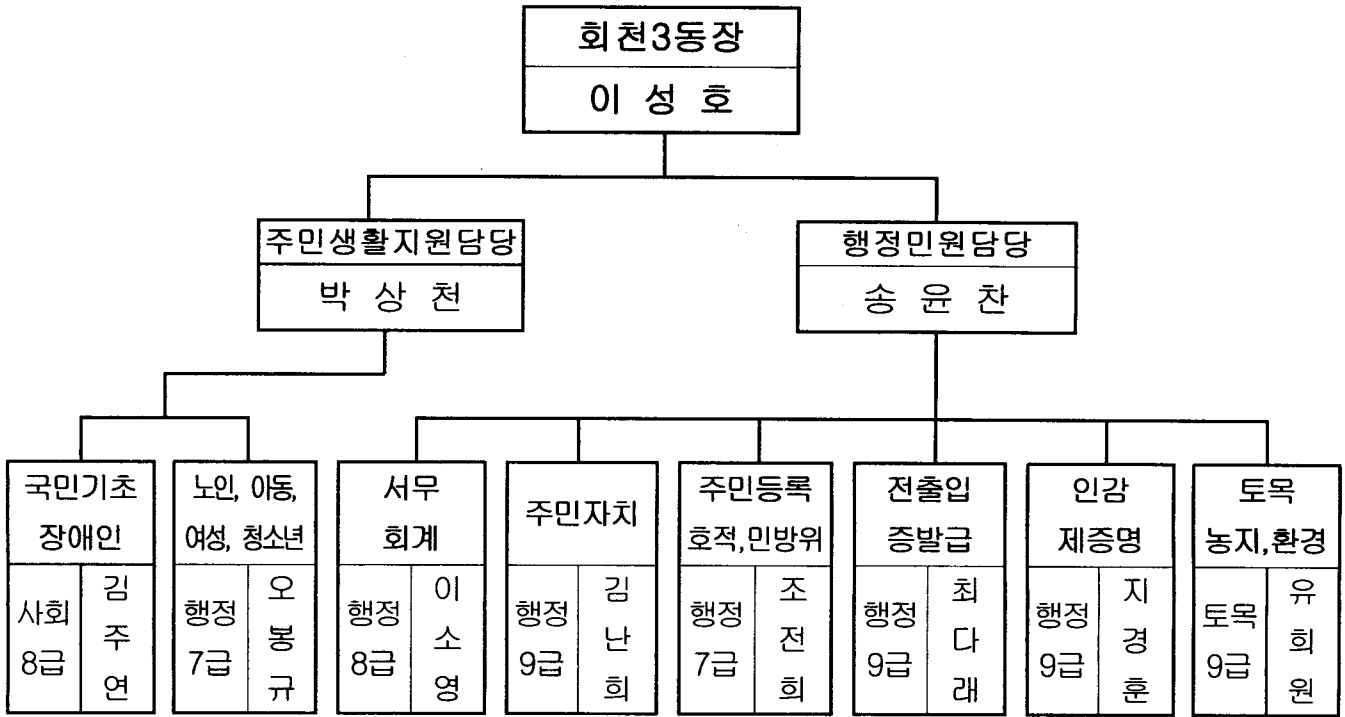 회천3동장
이 성 호
주민생활지원담당
박 상 천
행정민원담당
송 윤 찬
국민기초
장애인
사회
8급
김
주
연
노인, 아동,
여성, 청소년
행정
7급
오
봉
규
서무
회계
행정
8급
이
소
영
주민자치
행정
9급
김
난
희
주민등록
호적,민방위
행정
7급
조
전
희
전출입
증발급
행정
9급
최
다
래
인감
제증명
행정
9급
지
경
훈
토목
농지,환경
토목
9급
유
희
원